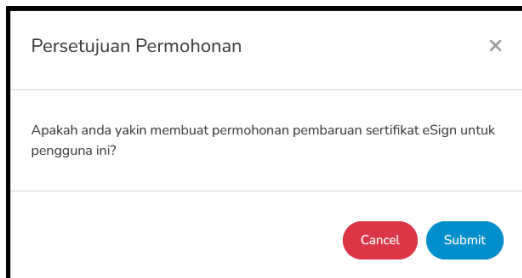 Persetujuan Permohonan
Apakah anda yakin membuat permohonan pembaruan sertifikat eSign untuk
pengguna ini?
Cancel
Submit